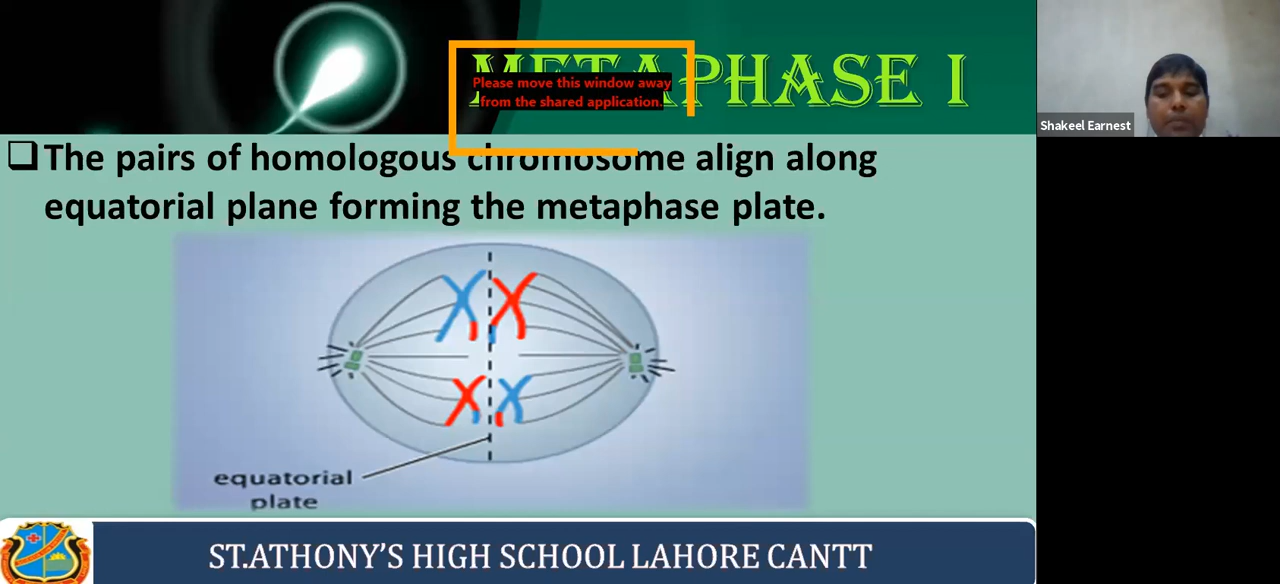 METAPHASE I
Please move this window away
from the shared application.
Shakeel Earnest
❑The pairs of homologous chromosome align along
equatorial plane forming the metaphase plate.
equatorial
plate
ST.ATHONY'S HIGH SCHOOL LAHORE CANTT